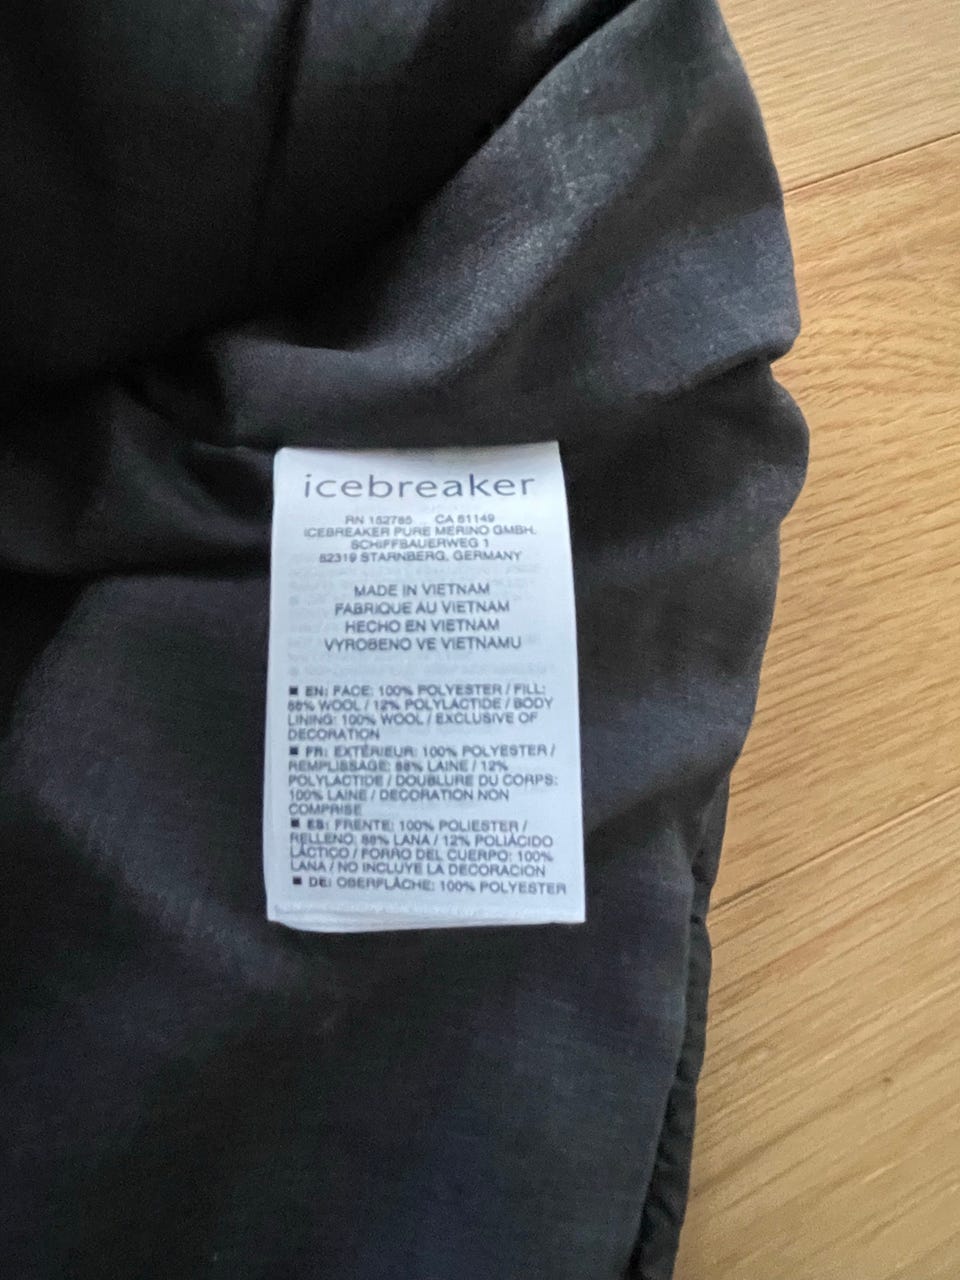 icebreaker
RN 152765 CA 61149
ICEBREAKER PURE MERINO GMBH.
SCHIFFBAUERWEG 1
82319 STARNBERG, GERMANY
MADE IN VIETNAM
FABRIQUE AU VIETNAM
HECHO EN VIETNAM
VYROBENO VE VIETNAMU
■ EN: FACE: 100% POLYESTER / FILL:
88% WOOL / 12% POLYLACTIDE / BODY
LINING: 100% WOOL / EXCLUSIVE OF
DECORATION
■ FR: EXTÉRIEUR: 100% POLYESTER /
REMPLISSAGE: 88% LAINE / 12%
POLYLACTIDE / DOUBLURE DU CORPS:
100% LAINE / DECORATION NON
COMPRISE
■ ES: FRENTE: 100% POLIESTER /
RELLENO: 88% LANA / 12% POLIÁCIDO
LÁCTICO / FORRO DEL CUERPO: 100%
LANA / NO INCLUYE LA DECORACION
■ DE: OBERFLÄCHE: 100% POLYESTER